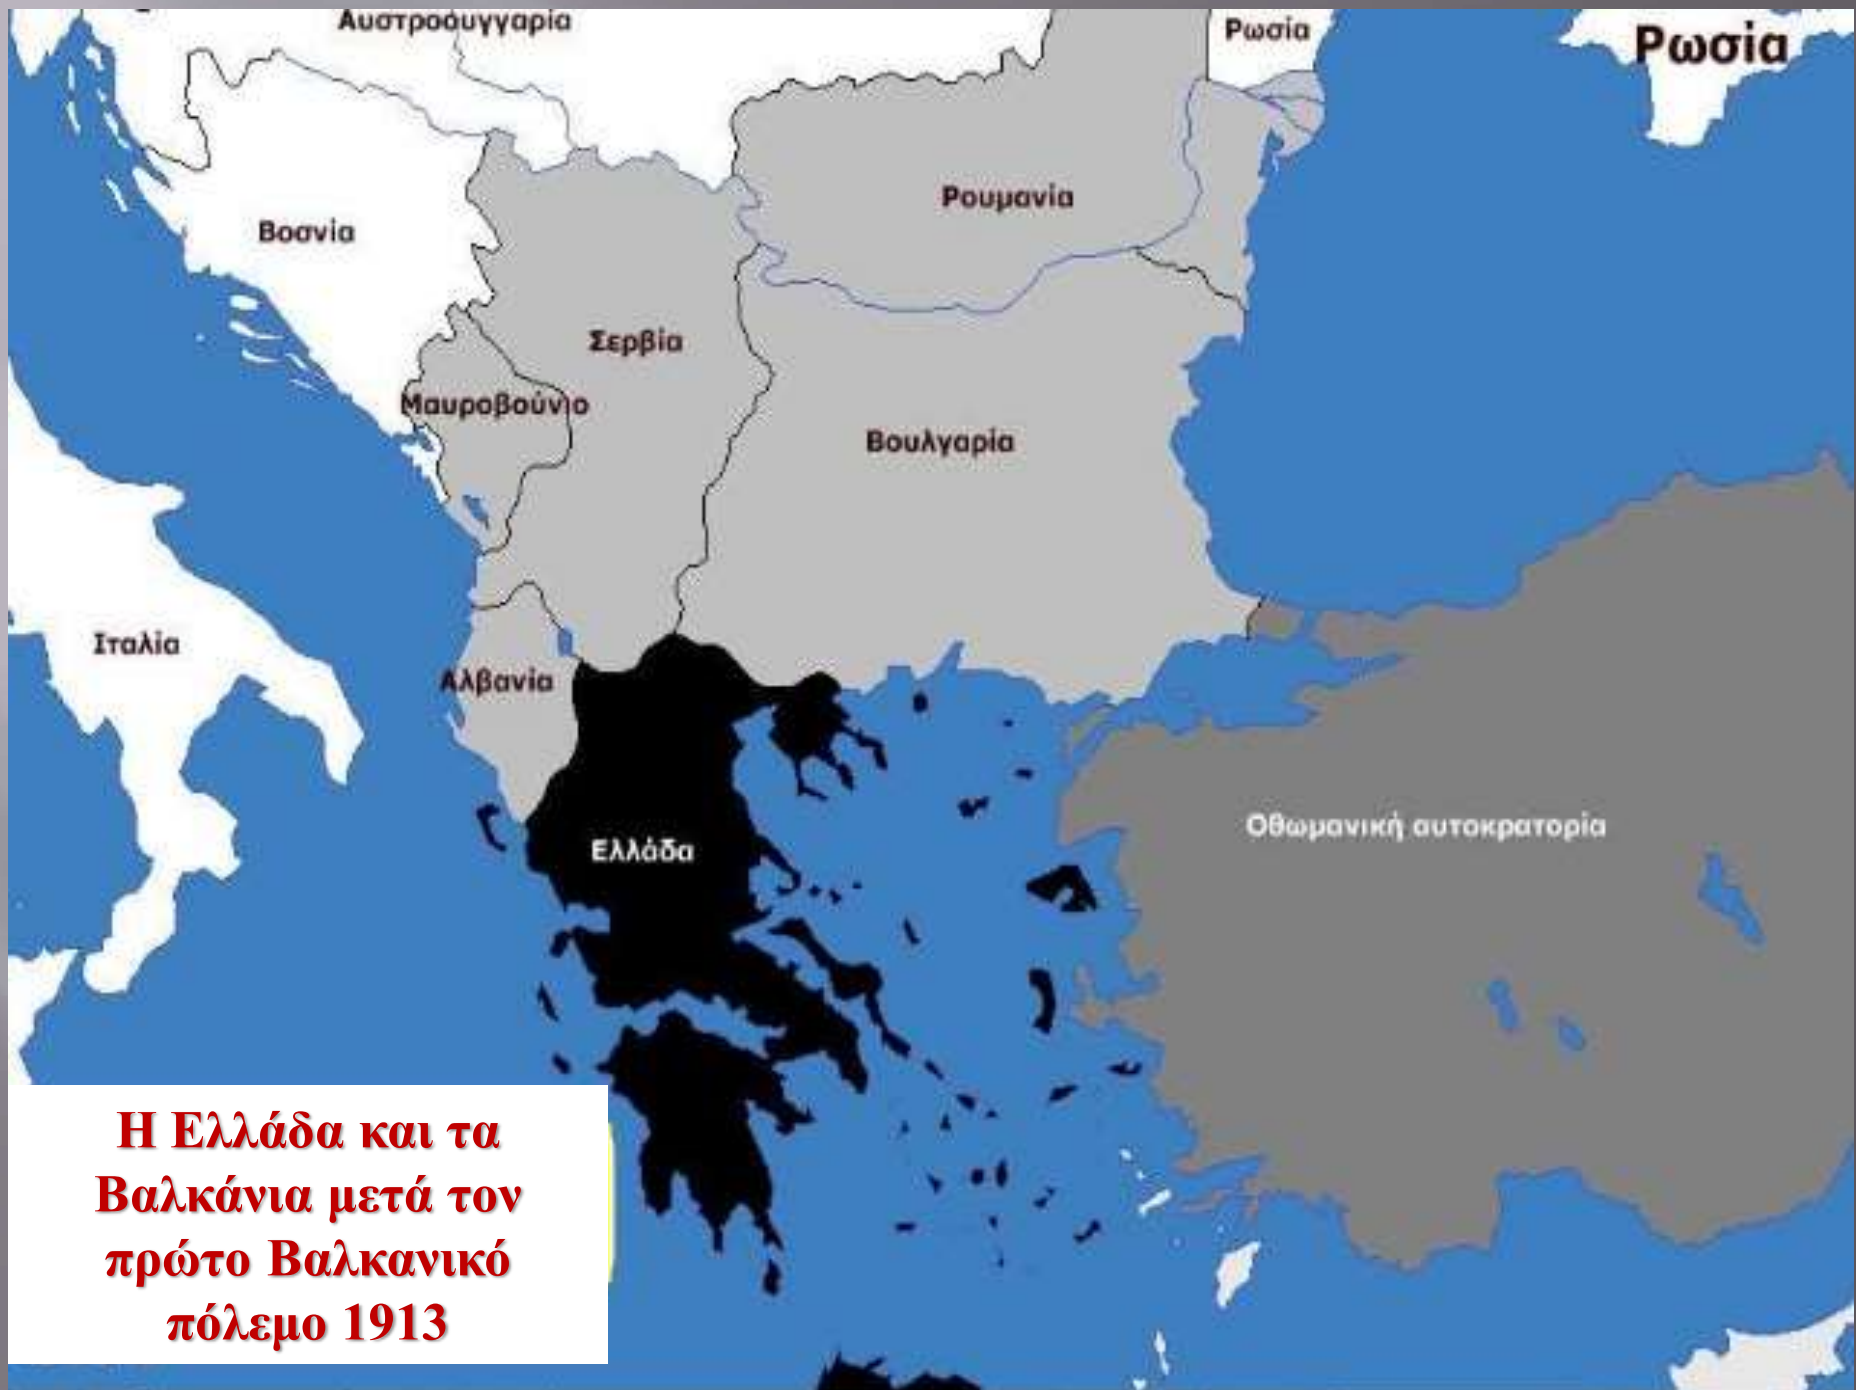 Αυστροουγγαρία
Ρωσία
Ρωσία
Ρουμανία
Βοσνία
Σερβία
Μαυροβούνιο
Βουλγαρία
Ιταλία
Αλβανία
Οθωμανική αυτοκρατορία
Ελλάδα
Η Ελλάδα και τα
Βαλκάνια μετά τον
πρώτο Βαλκανικό
πόλεμο 1913